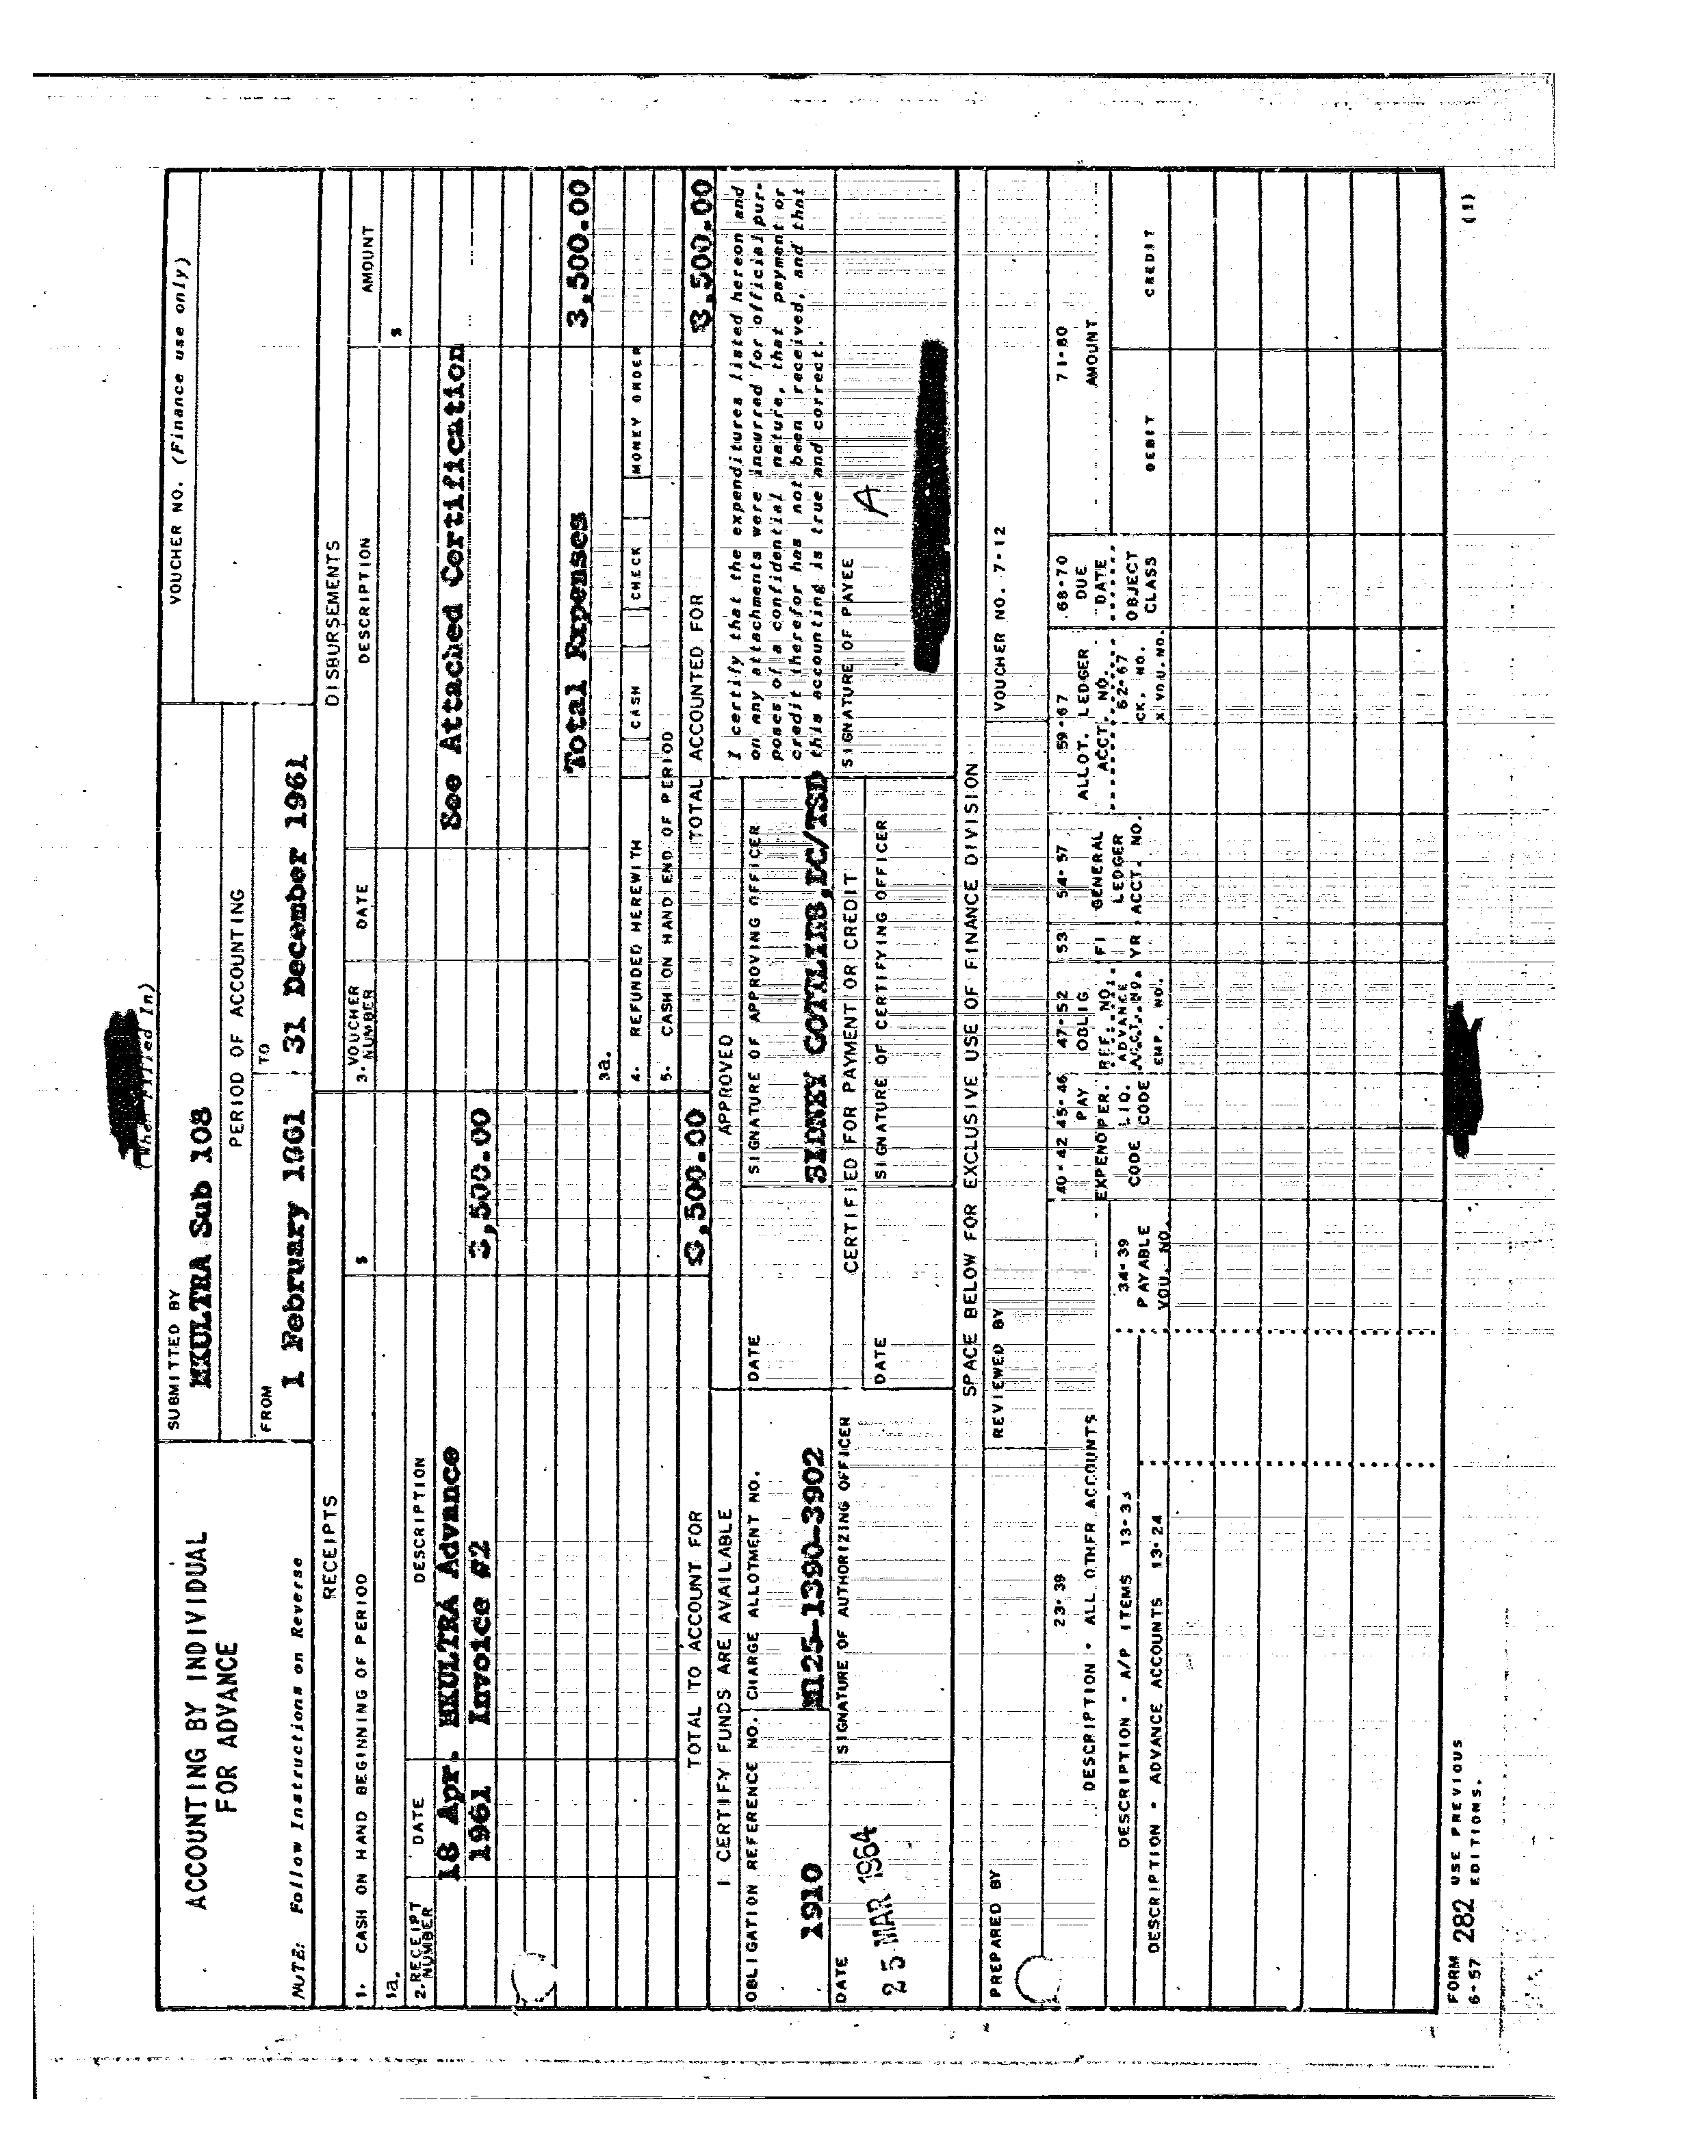 (When Filled In)
ACCOUNTING BY INDIVIDUAL
FOR ADVANCE
NOTE: Follow Instructions on Reverse
SUBMITTED BY
MKULTRA Sub 108
VOUCHER NO. (Finance use only)
PERIOD OF ACCOUNTING
FROM
TO
1 February 1961
31 December 1961
RECEIPTS
DISBURSEMENTS
1. CASH ON HAND BEGINNING OF PERIOD
$
3. VOUCHER NUMBER
DATE
DESCRIPTION
AMOUNT
1a.
$
2. RECEIPT NUMBER
DATE
DESCRIPTION
18 Apr. MKULTRA Advance
See Attached Certification
1961 Invoice #2
3,500.00
Total Expenses
3,500.00
3a.
4. REFUNDED HEREWITH
CASH
CHECK
MONEY ORDER
5. CASH ON HAND END OF PERIOD
TOTAL TO ACCOUNT FOR
3,500.00
TOTAL ACCOUNTED FOR
3,500.00
I CERTIFY FUNDS ARE AVAILABLE
APPROVED
I certify that the expenditures listed hereon and
on any attachments were incurred for official pur-
poses of a confidential nature, that payment or
credit therefor has not been received, and that
this accounting is true and correct.
OBLIGATION REFERENCE NO.
CHARGE ALLOTMENT NO.
DATE
SIGNATURE OF APPROVING OFFICER
1910
1125-1390-3902
SIDNEY GOTTLIEB, DC/TSD
DATE
SIGNATURE OF AUTHORIZING OFFICER
CERTIFIED FOR PAYMENT OR CREDIT
SIGNATURE OF PAYEE
25 MAR 1964
DATE
SIGNATURE OF CERTIFYING OFFICER
A
SPACE BELOW FOR EXCLUSIVE USE OF FINANCE DIVISION
PREPARED BY
REVIEWED BY
VOUCHER NO. 7-12
23-39
DESCRIPTION - ALL OTHER ACCOUNTS
DESCRIPTION - A/P ITEMS 13-33
DESCRIPTION - ADVANCE ACCOUNTS 13-24
34-39
PAYABLE
VOU. NO.
40-42
EXPEND
CODE
45-46
PAY
PER.
LIQ.
CODE
47-52
OBLIG
REF. NO.
ADVANCE
ACCT. NO.
EMP. NO.
53
FI
YR
54-57
GENERAL
LEDGER
ACCT. NO.
59-67
ALLOT. LEDGER
ACCT. NO.
62-67
CK. NO.
X VOU. NO.
68-70
DUE
DATE
OBJECT
CLASS
71-80
AMOUNT
DEBIT
CREDIT
FORM 6-57 282 USE PREVIOUS EDITIONS.
(1)